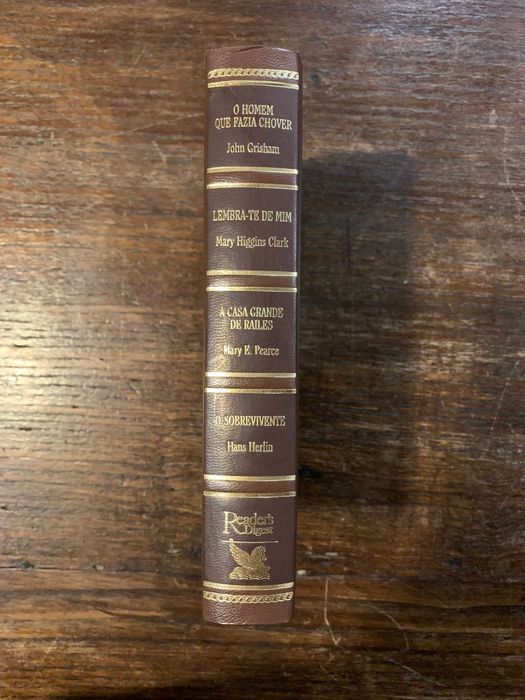 O HOMEM
QUE FAZIA CHOVER
John Grisham
LEMBRA-TE DE MIM
Mary Higgins Clark
A CASA GRANDE
DE RAILES
Mary E. Pearce
O SOBREVIVENTE
Hans Herlin
Reader's
Digest